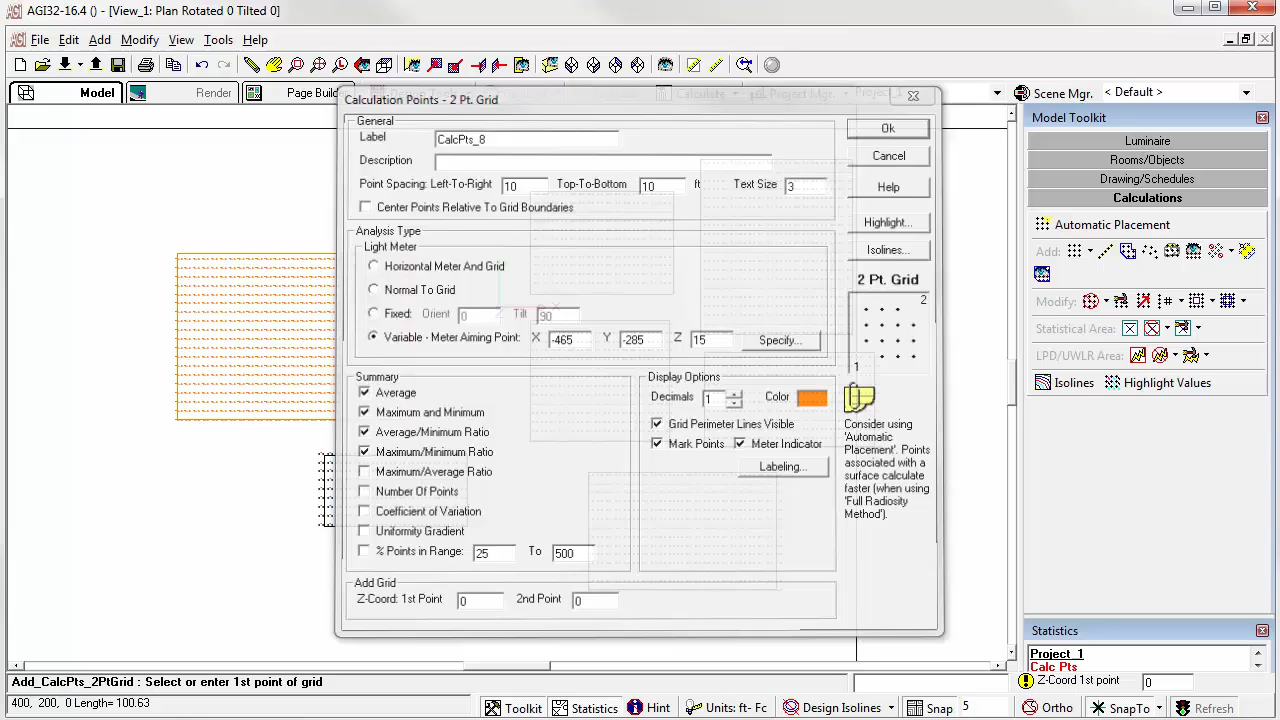 AGI32-16.4 () - [View_1: Plan Rotated 0 Tilted 0]
AGI File Edit Add Modify View Tools Help
Model Render Page Buil Calculate Project Mgr. Project_1 Scene Mgr. < Default >
Calculation Points - 2 Pt. Grid
General
Label CalcPts_8
Description
Point Spacing: Left-To-Right 10 Top-To-Bottom 10 ft Text Size 3
Center Points Relative To Grid Boundaries
Analysis Type
Light Meter
Horizontal Meter And Grid
Normal To Grid
Fixed: Orient 0 Tilt 90
Variable - Meter Aiming Point: X -465 Y -285 Z 15 Specify...
Summary
Average
Maximum and Minimum
Average/Minimum Ratio
Maximum/Minimum Ratio
Maximum/Average Ratio
Number Of Points
Coefficient of Variation
Uniformity Gradient
% Points in Range: 25 To 500
Display Options
Decimals 1 Color
Grid Perimeter Lines Visible
Mark Points Meter Indicator
Labeling...
Add Grid
Z-Coord: 1st Point 0 2nd Point 0
Ok
Cancel
Help
Highlight...
Isolines...
2 Pt. Grid
2
1
Consider using
'Automatic
Placement'. Points
associated with a
surface calculate
faster (when using
'Full Radiosity
Method').
Model Toolkit
Luminaire
Rooms/Objects
Drawing/Schedules
Calculations
Automatic Placement
Add:
Modify:
Statistical Area:
LPD/UWLR Area:
Isolines Highlight Values
Statistics
Project_1
Calc Pts
Z-Coord 1st point 0
Add_CalcPts_2PtGrid : Select or enter 1st point of grid
400, 200, 0 Length= 100.63
Toolkit Statistics Hint Units: ft- Fc Design Isolines Snap 5 Ortho SnapTo Refresh